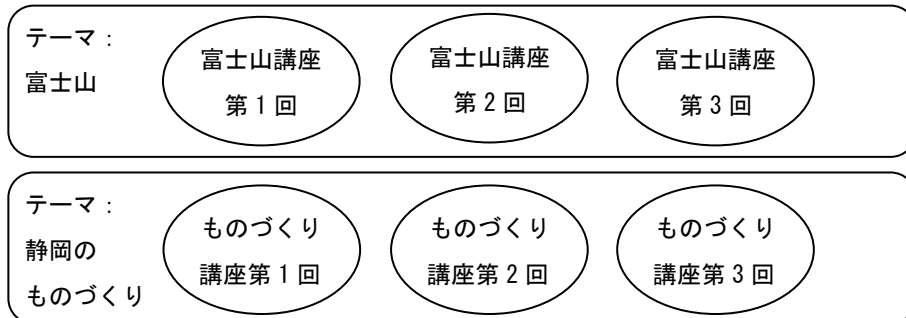 テーマ：
富士山
富士山講座
第１回
富士山講座
第２回
富士山講座
第３回
テーマ：
静岡の
ものづくり
ものづくり
講座第１回
ものづくり
講座第２回
ものづくり
講座第３回